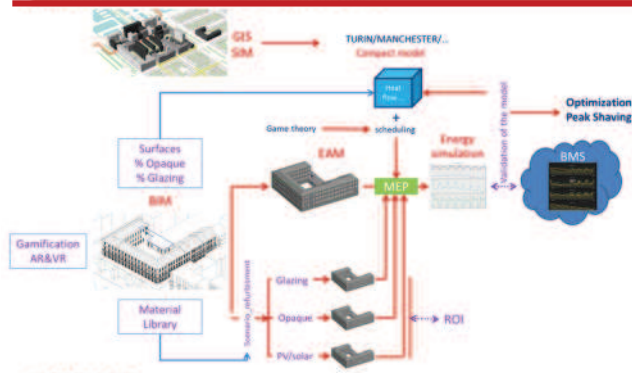 GIS
SIM
TURIN/MANCHESTER/...
Compact model
Heat
flow...
Optimization
Peak Shaving
+
Game theory
scheduling
Surfaces
% Opaque
% Glazing
EAM
Energy
simulation
Validation of the model
BMS
MEP
BIM
Gamification
AR&VR
Material
Library
Scenario
Glazing
Opaque
PV/solar
ROI